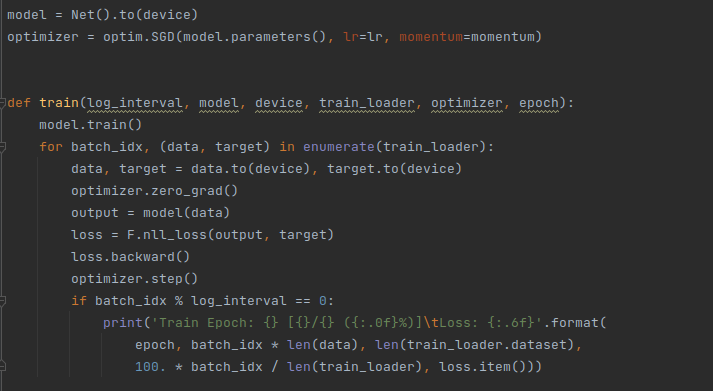 model = Net().to(device)
optimizer = optim.SGD(model.parameters(), lr=lr, momentum=momentum)
def train(log_interval, model, device, train_loader, optimizer, epoch):
    model.train()
    for batch_idx, (data, target) in enumerate(train_loader):
        data, target = data.to(device), target.to(device)
        optimizer.zero_grad()
        output = model(data)
        loss = F.nll_loss(output, target)
        loss.backward()
        optimizer.step()
        if batch_idx % log_interval == 0:
            print('Train Epoch: {} [{}/{} ({:.0f}%)]\tLoss: {:.6f}'.format(
                epoch, batch_idx * len(data), len(train_loader.dataset),
                100. * batch_idx / len(train_loader), loss.item()))